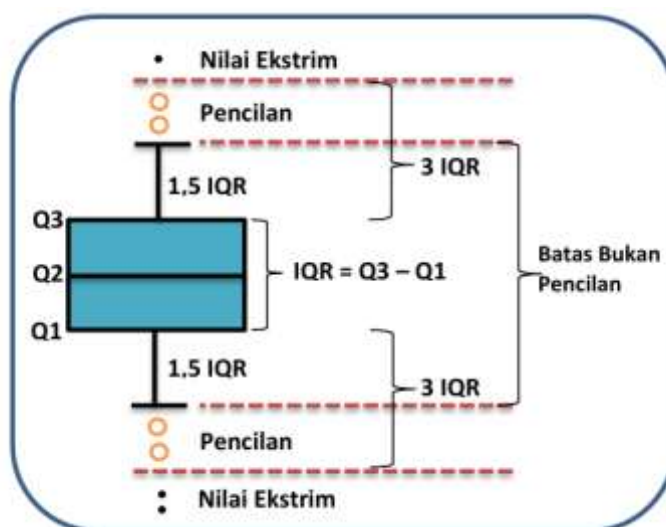 Nilai Ekstrim
Pencilan
1,5 IQR
3 IQR
Q3
IQR = Q3 – Q1
Q2
Batas Bukan
Pencilan
Q1
1,5 IQR
3 IQR
Pencilan
Nilai Ekstrim